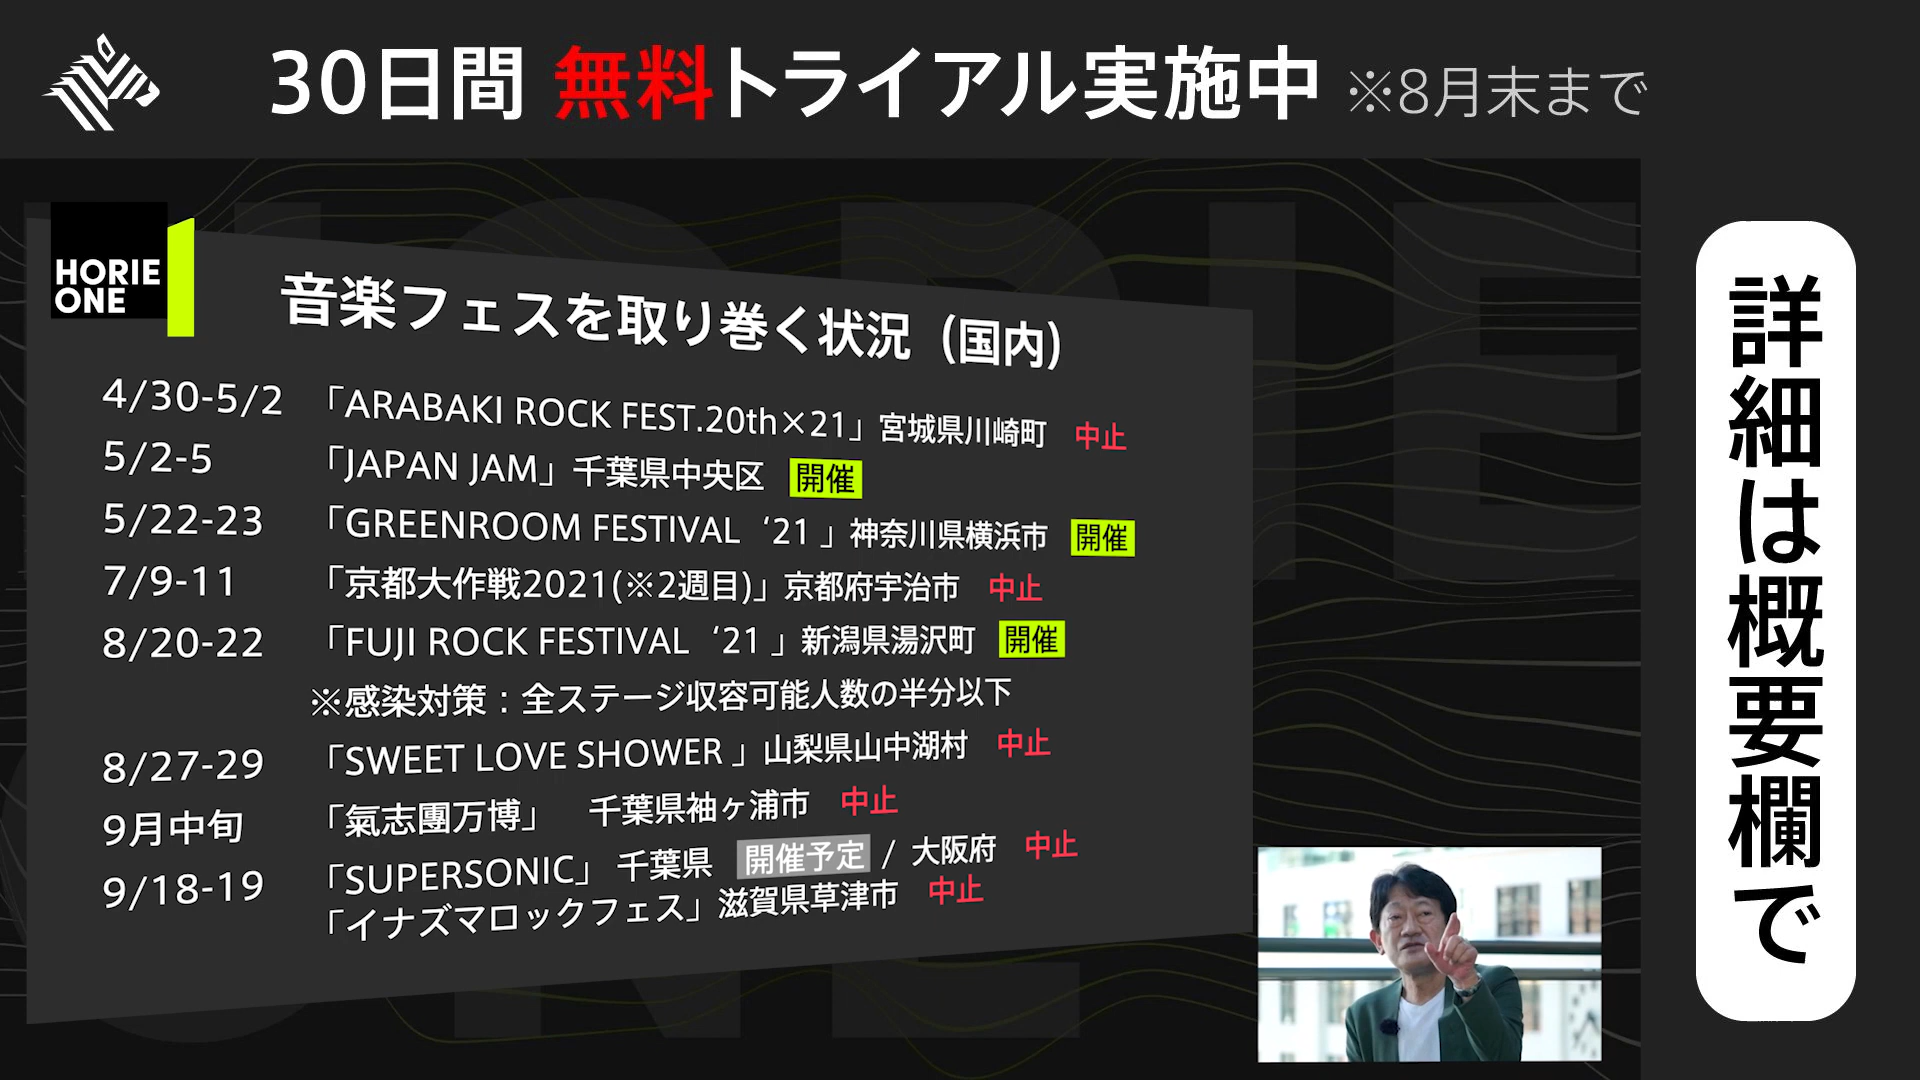 30日間 無料トライアル実施中 ※8月末まで
HORIE
ONE
音楽フェスを取り巻く状況（国内）
4/30-5/2 「ARABAKI ROCK FEST.20th×21」宮城県川崎町 中止
5/2-5 「JAPAN JAM」千葉県中央区 開催
5/22-23 「GREENROOM FESTIVAL ‘21 」神奈川県横浜市 開催
7/9-11 「京都大作戦2021(※2週目)」京都府宇治市 中止
8/20-22 「FUJI ROCK FESTIVAL ‘21 」新潟県湯沢町 開催
※感染対策：全ステージ収容可能人数の半分以下
8/27-29 「SWEET LOVE SHOWER 」山梨県山中湖村 中止
9月中旬 「氣志團万博」 千葉県袖ヶ浦市 中止
9/18-19 「SUPERSONIC」 千葉県 開催予定 / 大阪府 中止
「イナズマロックフェス」滋賀県草津市 中止
詳細は概要欄で